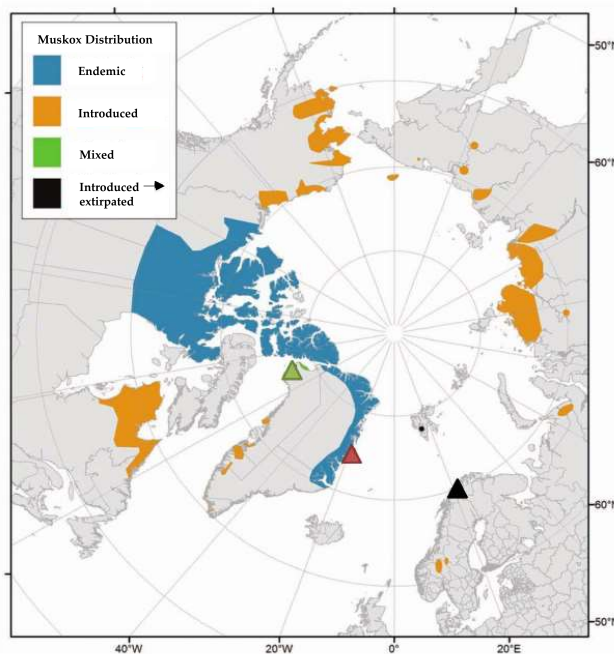 Muskox Distribution
Endemic
Introduced
Mixed
Introduced
extirpated
50°N
60°N
60°N
50°N
40°W
20°W
0°
20°E